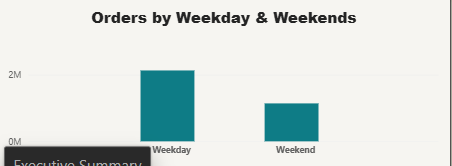 Orders by Weekday & Weekends
2M
0M
Weekday
Weekend
Executive Summary